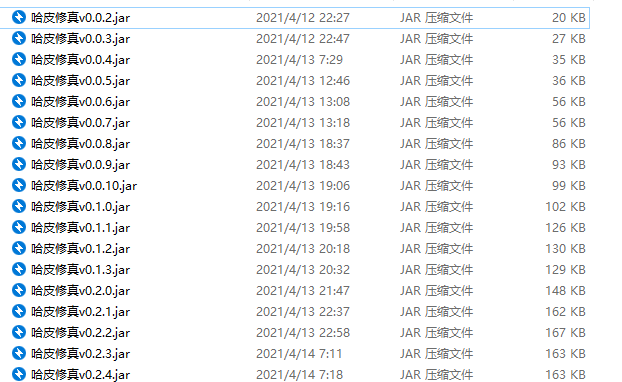 哈皮修真v0.0.2.jar 2021/4/12 22:27 JAR 压缩文件 20 KB
哈皮修真v0.0.3.jar 2021/4/12 22:47 JAR 压缩文件 27 KB
哈皮修真v0.0.4.jar 2021/4/13 7:29 JAR 压缩文件 35 KB
哈皮修真v0.0.5.jar 2021/4/13 12:46 JAR 压缩文件 36 KB
哈皮修真v0.0.6.jar 2021/4/13 13:08 JAR 压缩文件 56 KB
哈皮修真v0.0.7.jar 2021/4/13 13:18 JAR 压缩文件 56 KB
哈皮修真v0.0.8.jar 2021/4/13 18:37 JAR 压缩文件 86 KB
哈皮修真v0.0.9.jar 2021/4/13 18:43 JAR 压缩文件 93 KB
哈皮修真v0.0.10.jar 2021/4/13 19:06 JAR 压缩文件 99 KB
哈皮修真v0.1.0.jar 2021/4/13 19:16 JAR 压缩文件 102 KB
哈皮修真v0.1.1.jar 2021/4/13 19:58 JAR 压缩文件 126 KB
哈皮修真v0.1.2.jar 2021/4/13 20:18 JAR 压缩文件 130 KB
哈皮修真v0.1.3.jar 2021/4/13 20:32 JAR 压缩文件 129 KB
哈皮修真v0.2.0.jar 2021/4/13 21:47 JAR 压缩文件 148 KB
哈皮修真v0.2.1.jar 2021/4/13 22:37 JAR 压缩文件 162 KB
哈皮修真v0.2.2.jar 2021/4/13 22:58 JAR 压缩文件 167 KB
哈皮修真v0.2.3.jar 2021/4/14 7:11 JAR 压缩文件 163 KB
哈皮修真v0.2.4.jar 2021/4/14 7:18 JAR 压缩文件 163 KB